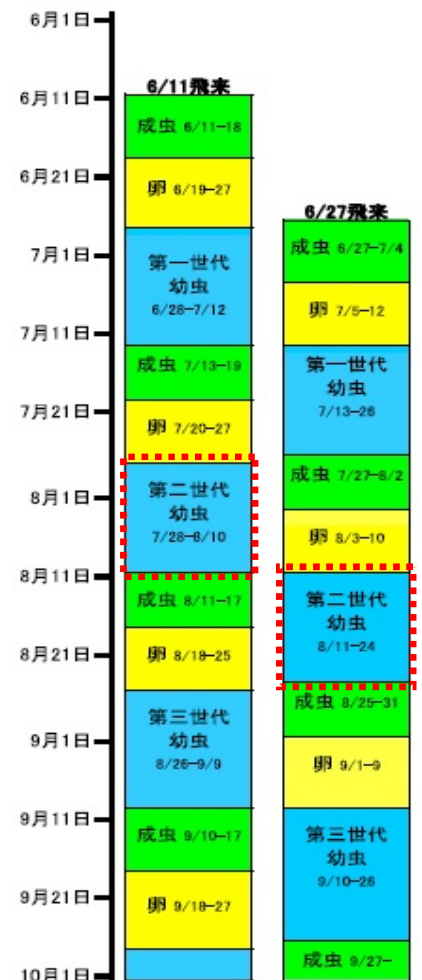 6月1日
6月11日
6月21日
7月1日
7月11日
7月21日
8月1日
8月11日
8月21日
9月1日
9月11日
9月21日
10月1日
6/11飛来
成虫 6/11-18
卵 6/19-27
第一世代
幼虫
6/28-7/12
成虫 7/13-19
卵 7/20-27
第二世代
幼虫
7/28-8/10
成虫 8/11-17
卵 8/18-25
第三世代
幼虫
8/26-9/9
成虫 9/10-17
卵 9/18-27
6/27飛来
成虫 6/27-7/4
卵 7/5-12
第一世代
幼虫
7/13-26
成虫 7/27-8/2
卵 8/3-10
第二世代
幼虫
8/11-24
成虫 8/25-31
卵 9/1-9
第三世代
幼虫
9/10-26
成虫 9/27-